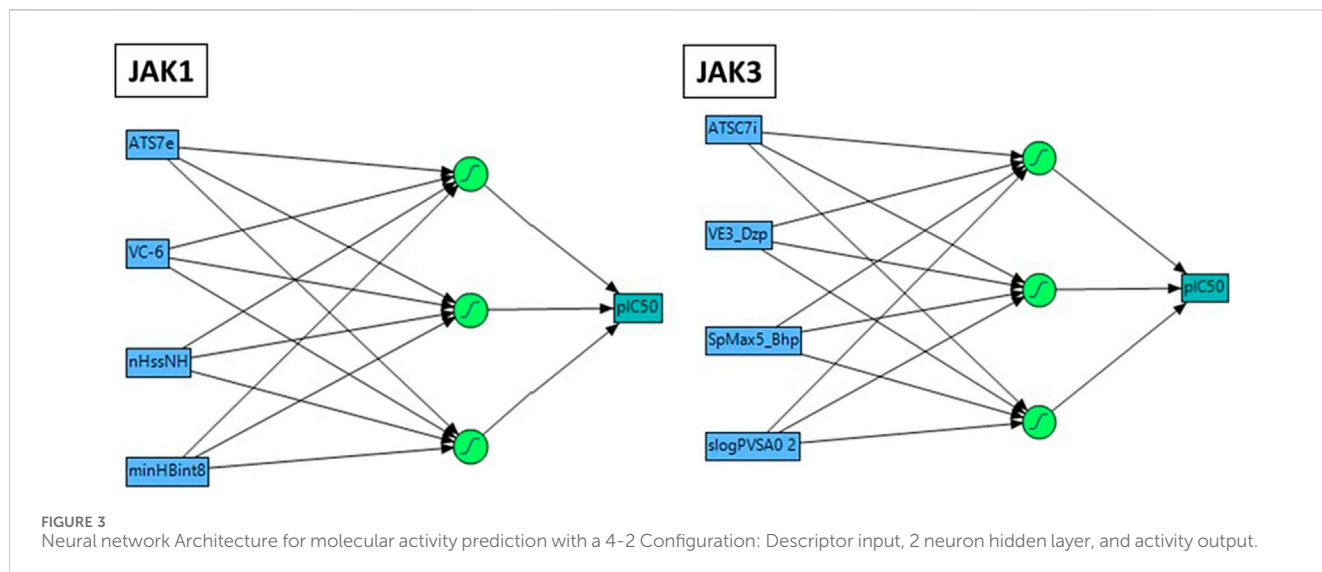 JAK1
ATS7e
VC-6
nHssNH
minHBint8
pIC50
JAK3
ATSC7i
VE3_Dzp
SpMax5_Bhp
slogPVSA0 2
pIC50
FIGURE 3
Neural network Architecture for molecular activity prediction with a 4-2 Configuration: Descriptor input, 2 neuron hidden layer, and activity output.